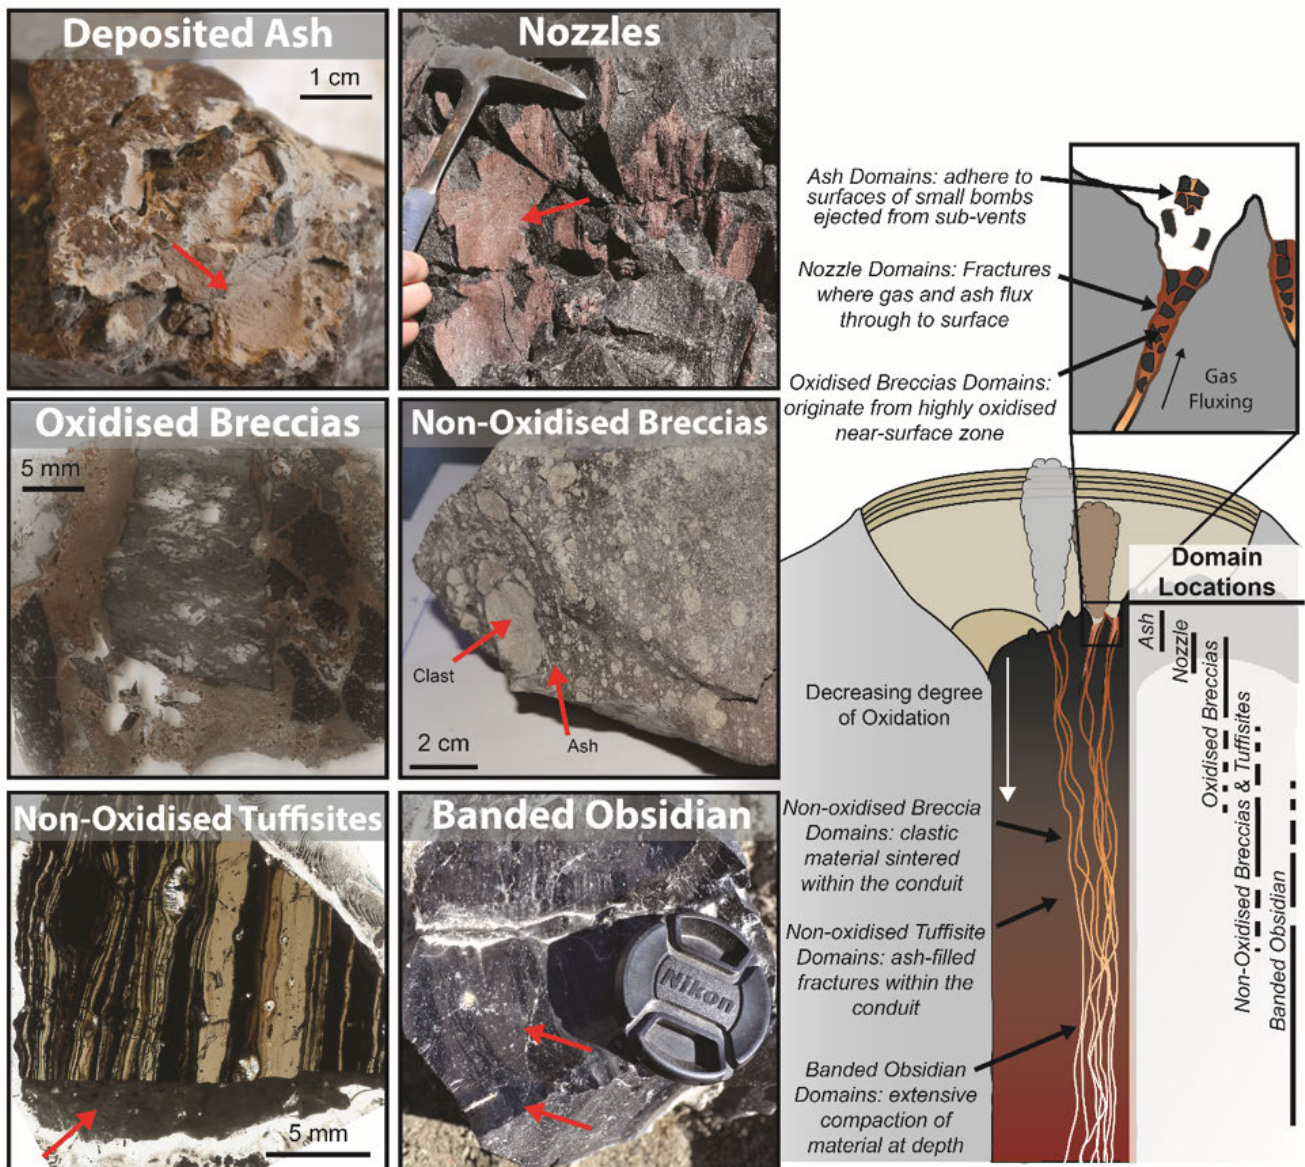 Deposited Ash
1 cm
Nozzles
Oxidised Breccias
5 mm
Non-Oxidised Breccias
Clast
Ash
2 cm
Non-Oxidised Tuffisites
5 mm
Banded Obsidian
Nikon
Ash Domains: adhere to
surfaces of small bombs
ejected from sub-vents
Nozzle Domains: Fractures
where gas and ash flux
through to surface
Oxidised Breccias Domains:
originate from highly oxidised
near-surface zone
Gas
Fluxing
Domain
Locations
Ash
Nozzle
Oxidised Breccias
Non-Oxidised Breccias & Tuffisites
Banded Obsidian
Decreasing degree
of Oxidation
Non-oxidised Breccia
Domains: clastic
material sintered
within the conduit
Non-oxidised Tuffisite
Domains: ash-filled
fractures within the
conduit
Banded Obsidian
Domains: extensive
compaction of
material at depth